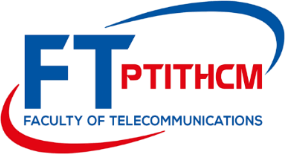 FT PTITHCM
FACULTY OF TELECOMMUNICATIONS